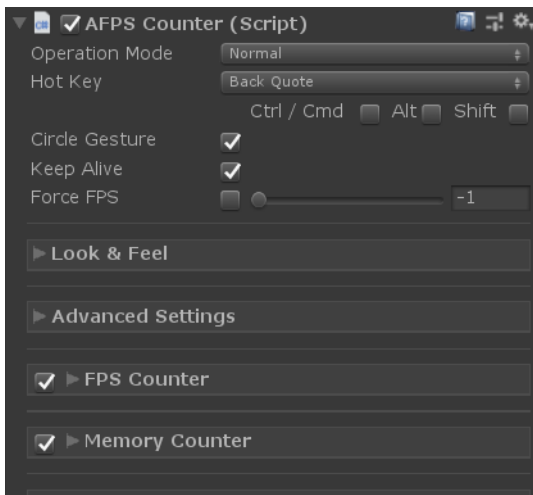 AFPS Counter (Script)
Operation Mode Normal
Hot Key Back Quote
Ctrl / Cmd Alt Shift
Circle Gesture
Keep Alive
Force FPS -1
Look & Feel
Advanced Settings
FPS Counter
Memory Counter